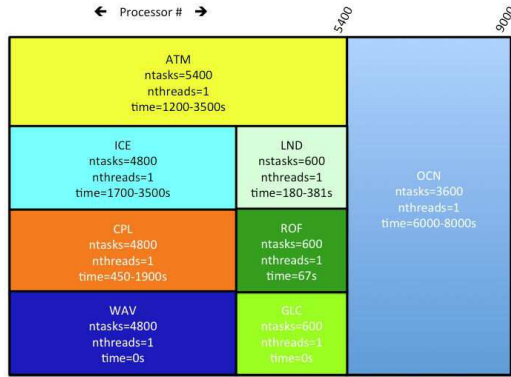 ← Processor # →
5400
9000
ATM
ntasks=5400
nthreads=1
time=1200-3500s
ICE
ntasks=4800
nthreads=1
time=1700-3500s
LND
nstasks=600
nthreads=1
time=180-381s
OCN
ntasks=3600
nthreads=1
time=6000-8000s
CPL
ntasks=4800
nthreads=1
time=450-1900s
ROF
ntasks=600
nthreads=1
time=67s
WAV
ntasks=4800
nthreads=1
time=0s
GLC
ntasks=600
nthreads=1
time=0s